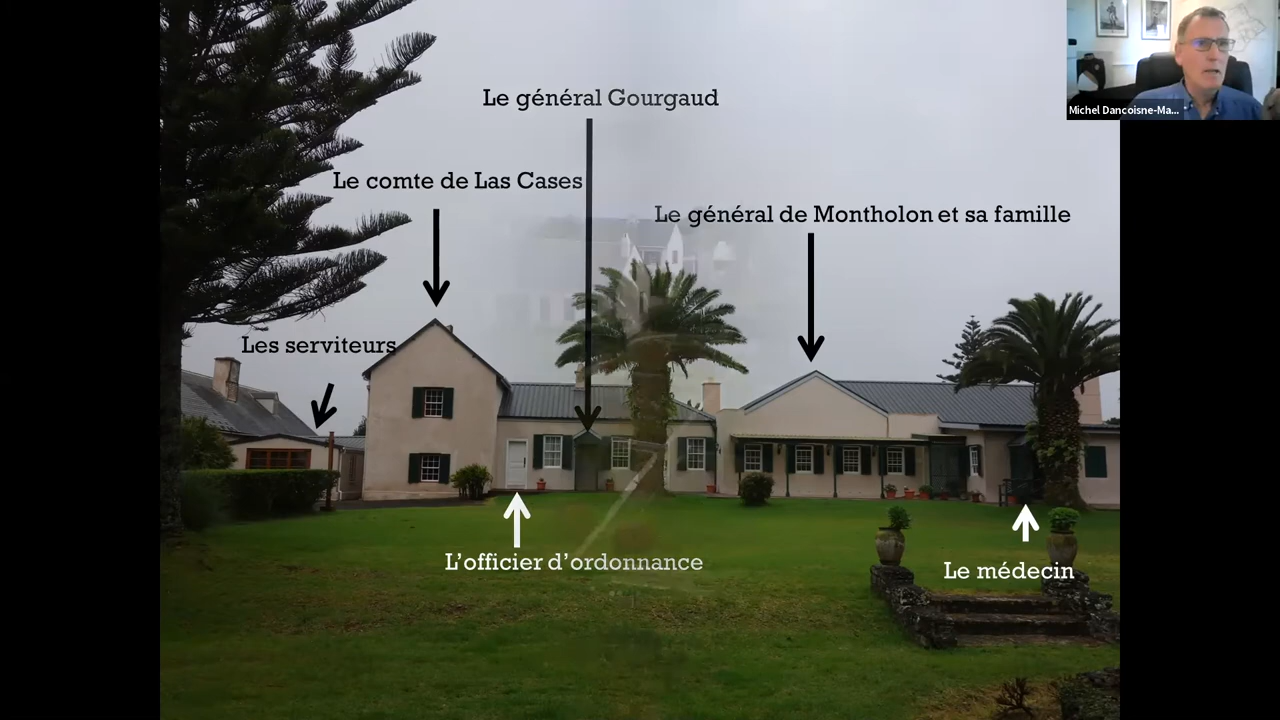 Michel Dancoisne-Ma...
Le général Gourgaud
Le comte de Las Cases
Le général de Montholon et sa famille
Les serviteurs
L’officier d’ordonnance
Le médecin